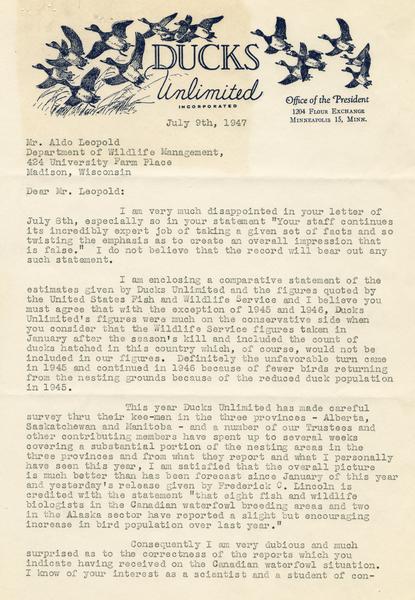 DUCKS
Unlimited
INCORPORATED
Office of the President
1204 FLOUR EXCHANGE
MINNEAPOLIS 15, MINN.
July 9th, 1947
Mr. Aldo Leopold
Department of Wildlife Management,
424 University Farm Place
Madison, Wisconsin
Dear Mr. Leopold:
I am very much disappointed in your letter of
July 8th, especially so in your statement "Your staff continues
its incredibly expert job of taking a given set of facts and so
twisting the emphasis as to create an overall impression that
is false." I do not believe that the record will bear out any
such statement.
I am enclosing a comparative statement of the
estimates given by Ducks Unlimited and the figures quoted by
the United States Fish and Wildlife Service and I believe you
must agree that with the exception of 1945 and 1946, Ducks
Unlimited's figures were much on the conservative side when
you consider that the Wildlife Service figures taken in
January after the season's kill and included the count of
ducks hatched in this country which, of course, would not be
included in our figures. Definitely the unfavorable turn came
in 1945 and continued in 1946 because of fewer birds returning
from the nesting grounds because of the reduced duck population
in 1945.
This year Ducks Unlimited has made careful
survey thru their kee-men in the three provinces - Alberta,
Saskatchewan and Manitoba - and a number of our Trustees and
other contributing members have spent up to several weeks
covering a substantial portion of the nesting areas in the
three provinces and from what they report and what I personally
have seen this year, I am satisfied that the overall picture
is much better than has been forecast since January of this year
and yesterday's release given by Frederick C. Lincoln is
credited with the statement "that eight fish and wildlife
biologists in the Canadian waterfowl breeding areas and two
in the Alaska sector have reported a slight but encouraging
increase in bird population over last year."
Consequently I am very dubious and much
surprised as to the correctness of the reports which you
indicate having received on the Canadian waterfowl situation.
I know of your interest as a scientist and a student of con-